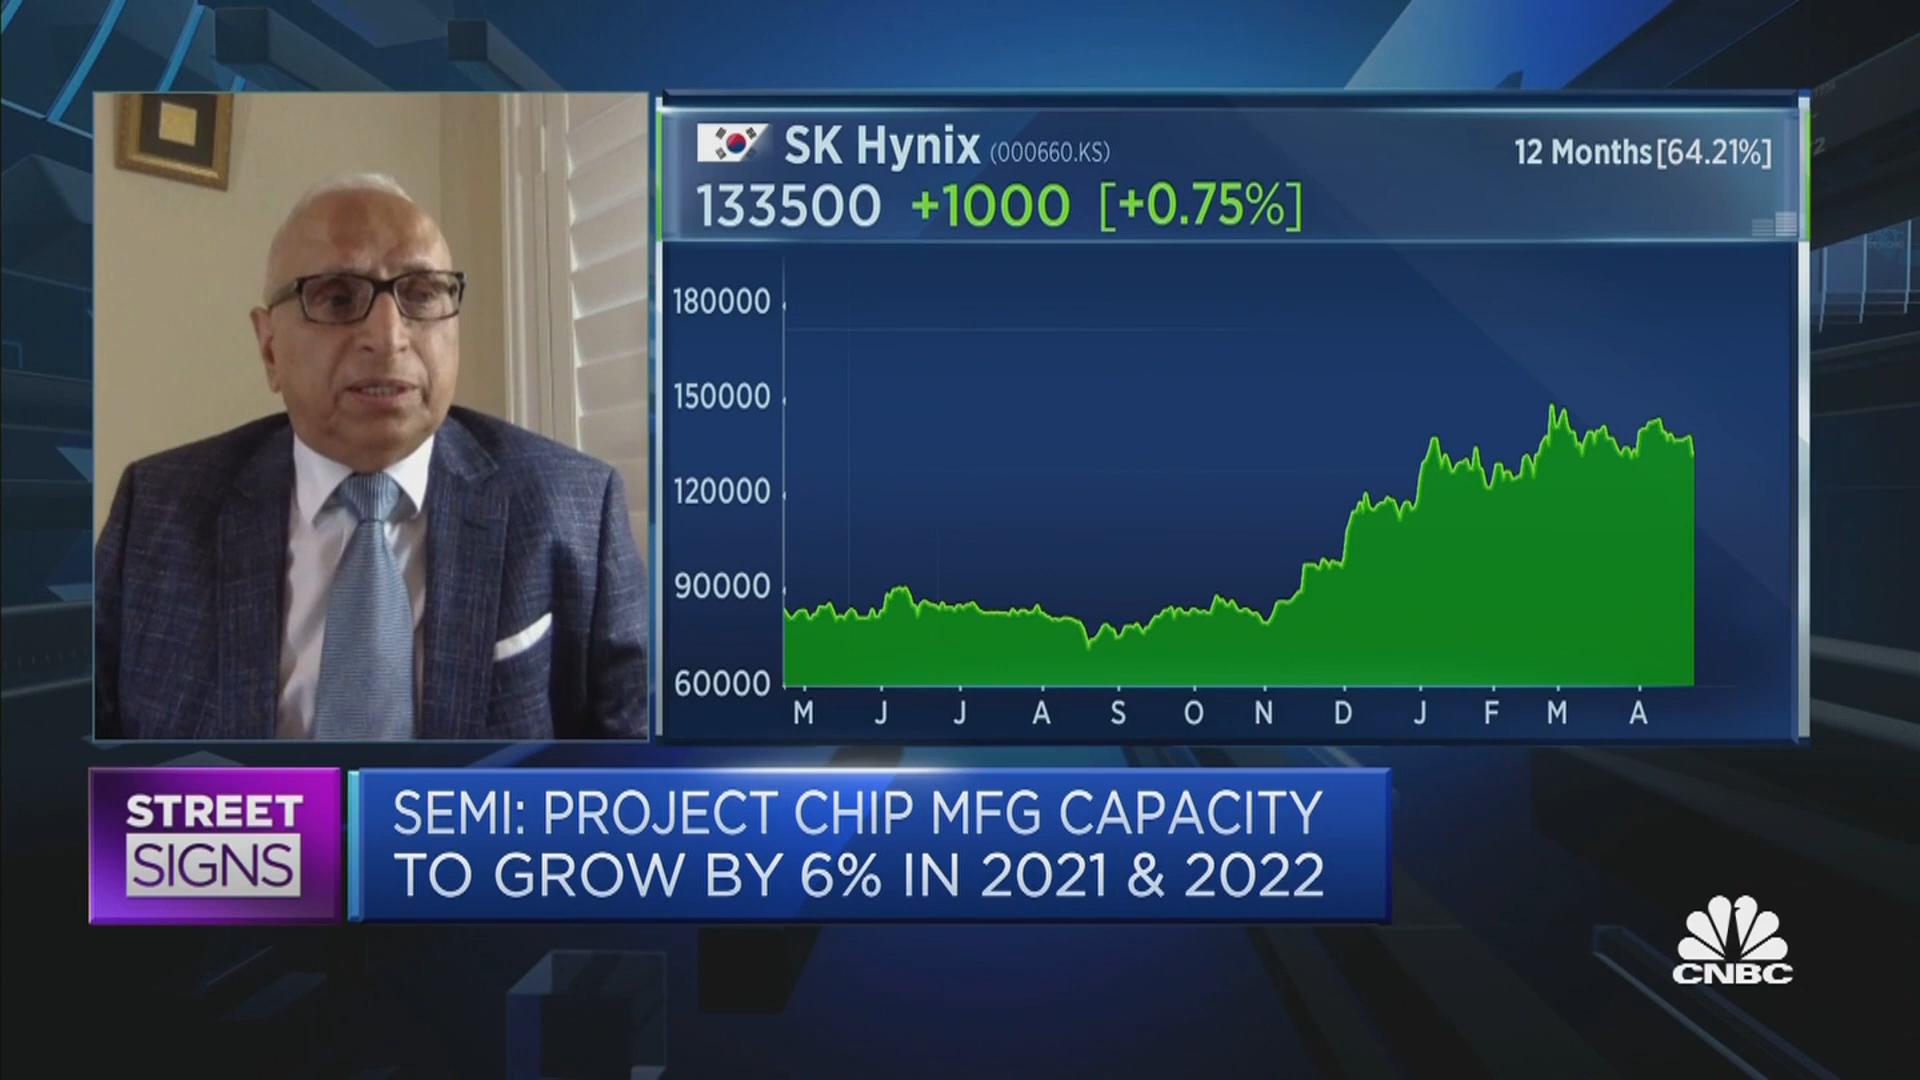 SK Hynix (000660.KS)
12 Months [64.21%]
133500 +1000 [+0.75%]
180000
150000
120000
90000
60000
M J J A S O N D J F M A
STREET
SIGNS
SEMI: PROJECT CHIP MFG CAPACITY
TO GROW BY 6% IN 2021 & 2022
CNBC